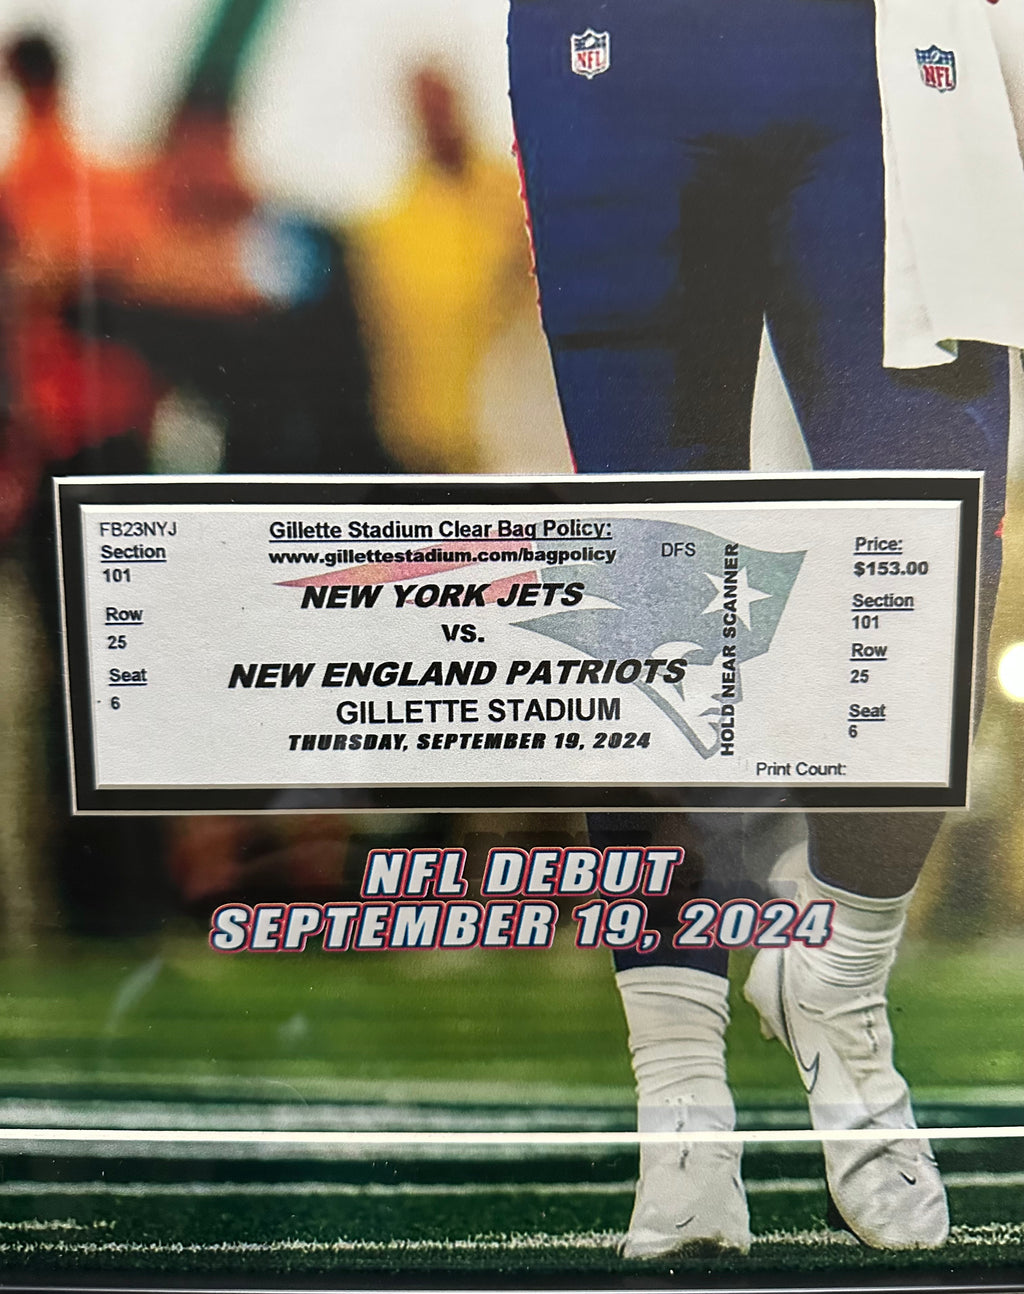 NFL
NFL
FB23NYJ
Section
101
Row
25
Seat
6
Gillette Stadium Clear Bag Policy:
www.gillettestadium.com/bagpolicy
DFS
NEW YORK JETS
VS.
NEW ENGLAND PATRIOTS
GILLETTE STADIUM
THURSDAY, SEPTEMBER 19, 2024
HOLD NEAR SCANNER
Price:
$153.00
Section
101
Row
25
Seat
6
Print Count:
NFL DEBUT
SEPTEMBER 19, 2024